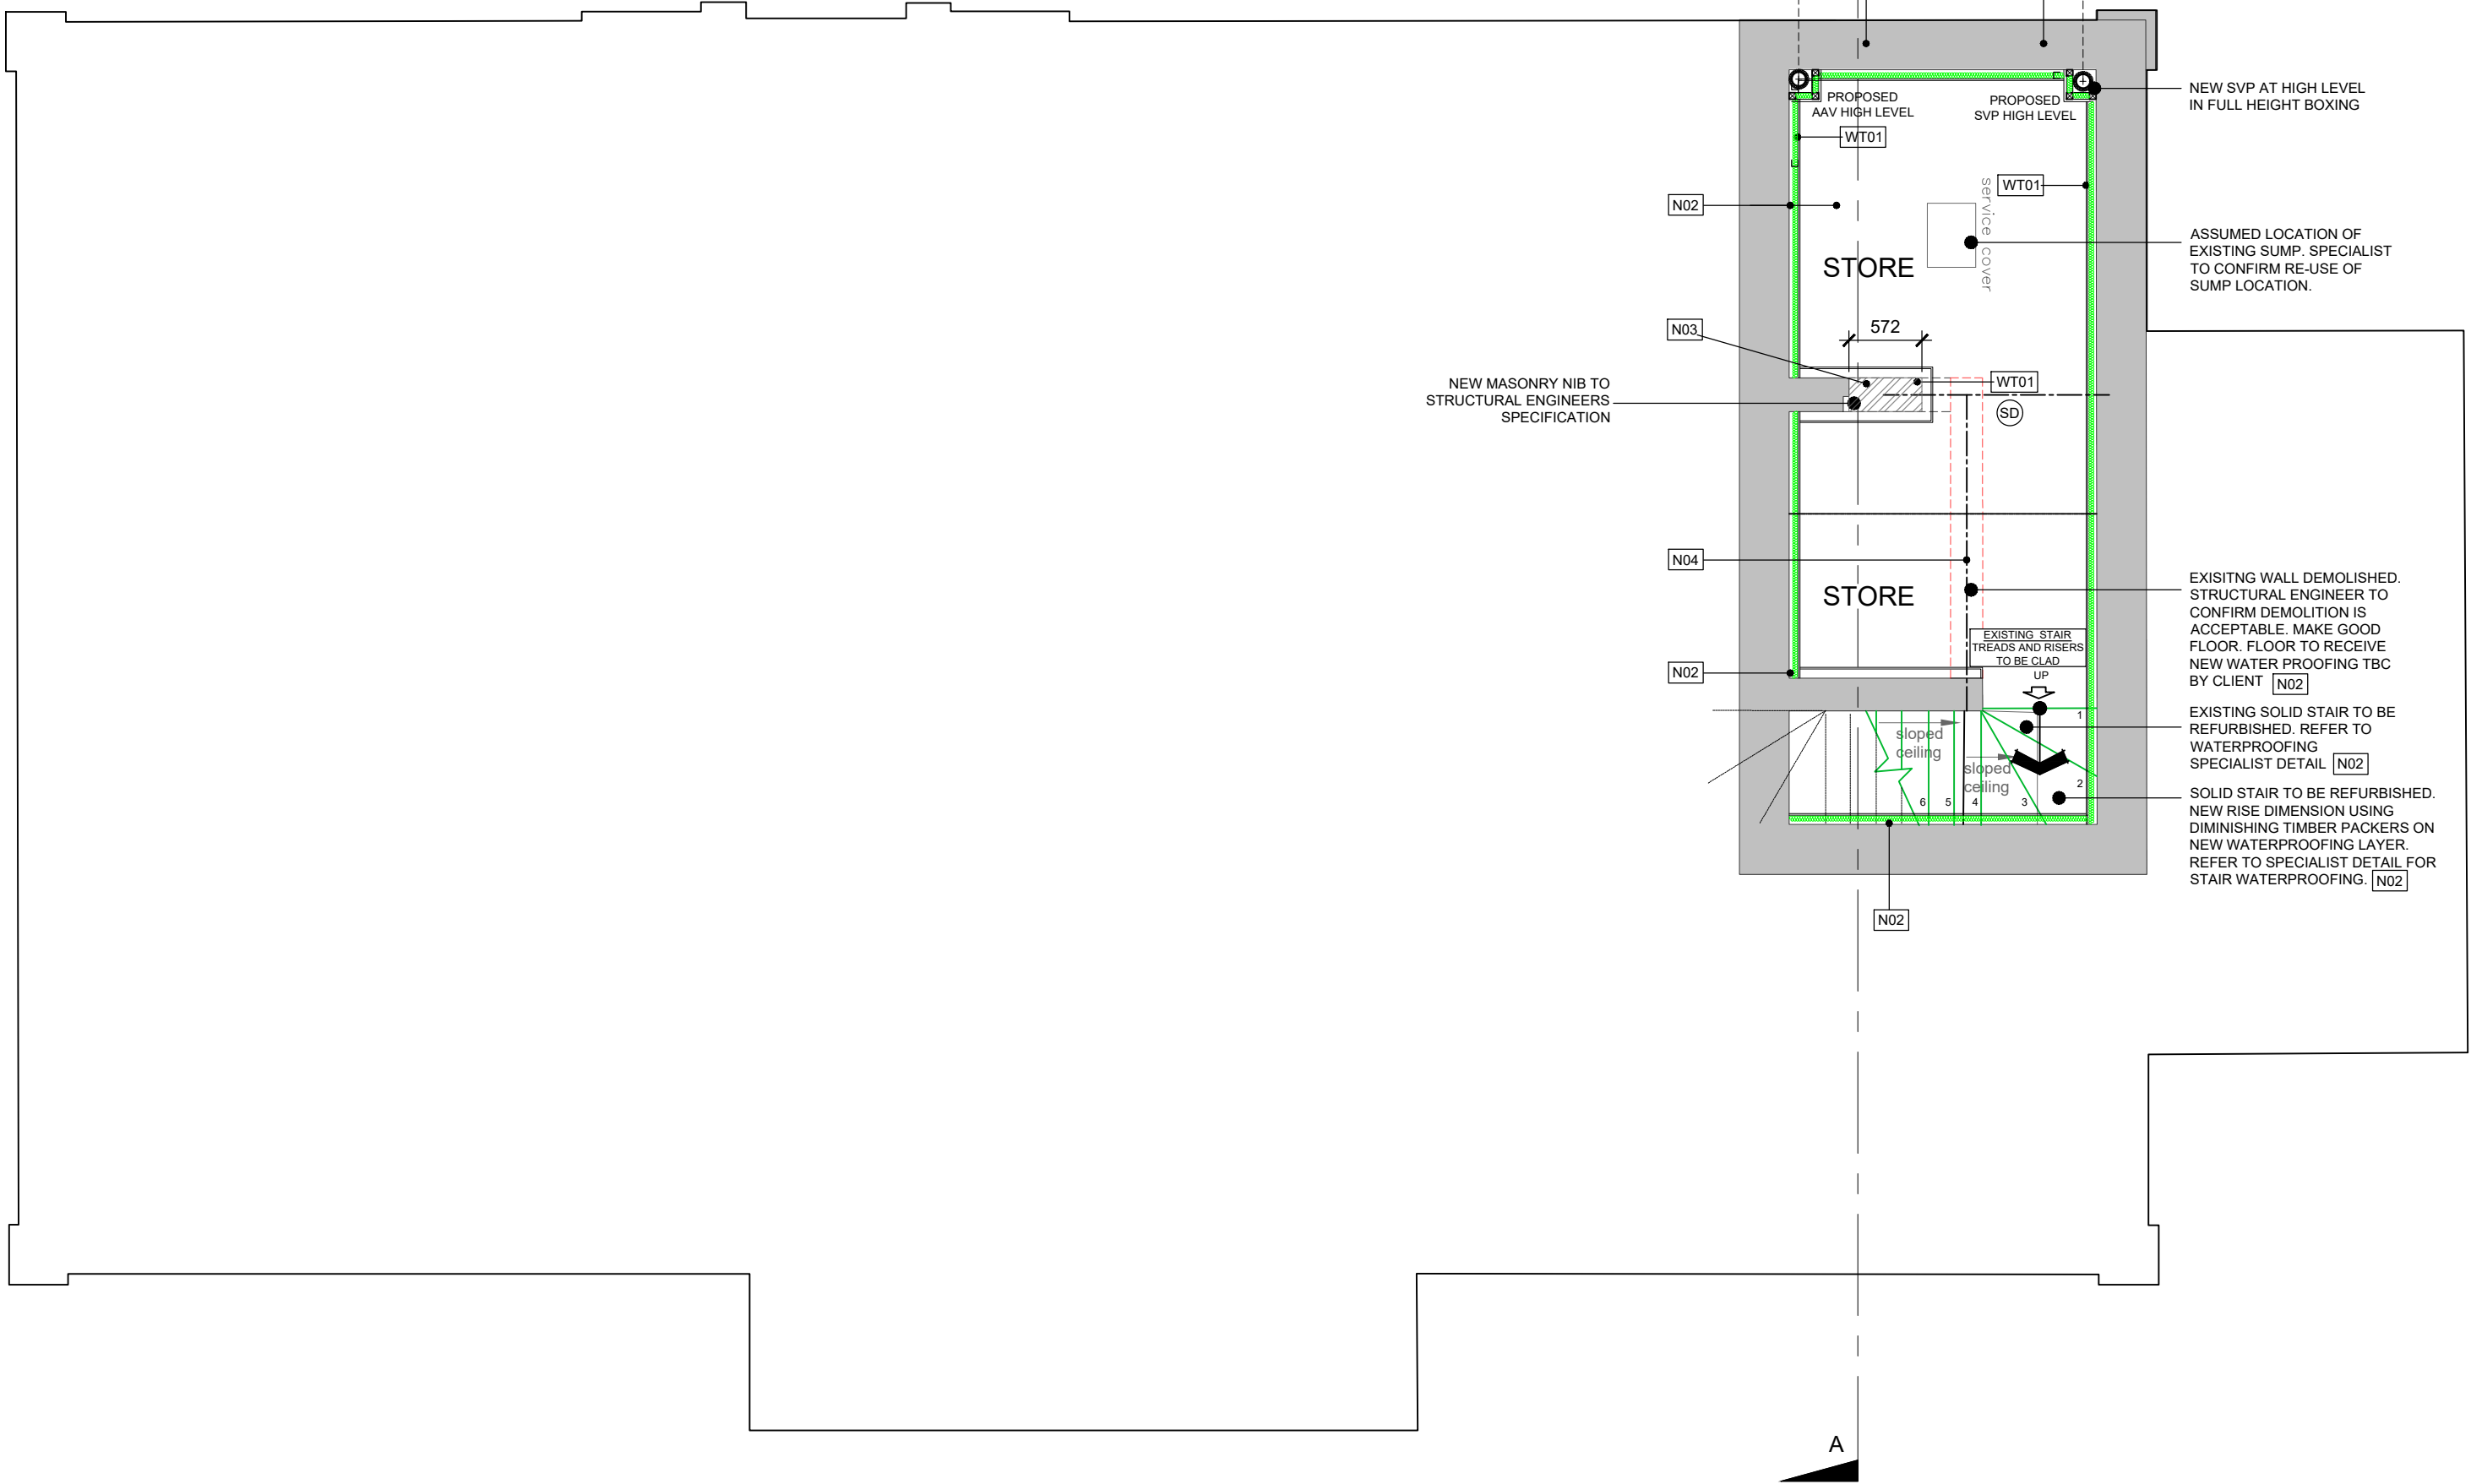 NEW SVP AT HIGH LEVEL
IN FULL HEIGHT BOXING
PROPOSED
AAV HIGH LEVEL
PROPOSED
SVP HIGH LEVEL
WT01
WT01
N02
service cover
ASSUMED LOCATION OF
EXISTING SUMP. SPECIALIST
TO CONFIRM RE-USE OF
SUMP LOCATION.
STORE
N03
572
NEW MASONRY NIB TO
STRUCTURAL ENGINEERS
SPECIFICATION
WT01
SD
N04
STORE
EXISITNG WALL DEMOLISHED.
STRUCTURAL ENGINEER TO
CONFIRM DEMOLITION IS
ACCEPTABLE. MAKE GOOD
FLOOR. FLOOR TO RECEIVE
NEW WATER PROOFING TBC
BY CLIENT N02
EXISTING STAIR
TREADS AND RISERS
TO BE CLAD
UP
N02
EXISTING SOLID STAIR TO BE
REFURBISHED. REFER TO
WATERPROOFING
SPECIALIST DETAIL N02
sloped
ceiling
sloped
ceiling
1
2
6 5 4 3
SOLID STAIR TO BE REFURBISHED.
NEW RISE DIMENSION USING
DIMINISHING TIMBER PACKERS ON
NEW WATERPROOFING LAYER.
REFER TO SPECIALIST DETAIL FOR
STAIR WATERPROOFING. N02
N02
A